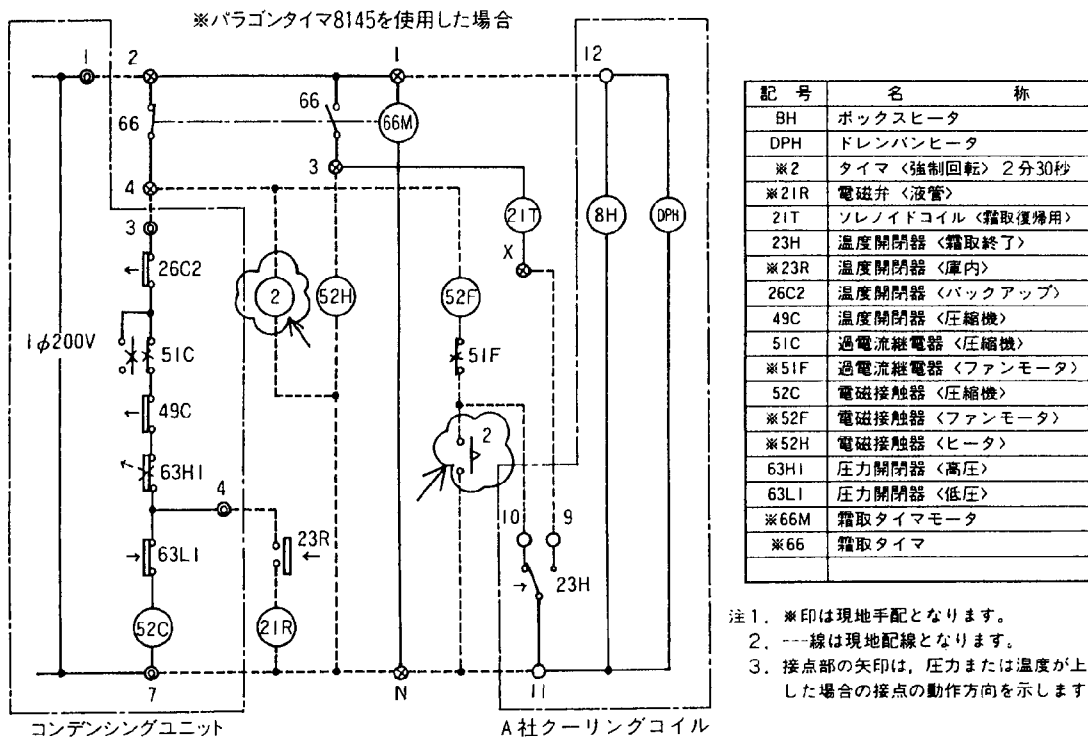 ※パラゴンタイマ8145を使用した場合
1
2
1
12
66
66
66M
3
4
3
21T
8H
DPH
X
26C2
2
52H
52F
1φ200V
51C
51F
49C
2
63H1
4
10
9
63L1
23R
23H
52C
21R
7
N
11
コンデンシングユニット
A社クーリングコイル
記号 名称
BH ボックスヒータ
DPH ドレンパンヒータ
※2 タイマ〈強制回転〉2分30秒
※21R 電磁弁〈液管〉
21T ソレノイドコイル〈霜取復帰用〉
23H 温度開閉器〈霜取終了〉
※23R 温度開閉器〈庫内〉
26C2 温度開閉器〈バックアップ〉
49C 温度開閉器〈圧縮機〉
51C 過電流継電器〈圧縮機〉
※51F 過電流継電器〈ファンモータ〉
52C 電磁接触器〈圧縮機〉
※52F 電磁接触器〈ファンモータ〉
※52H 電磁接触器〈ヒータ〉
63H1 圧力開閉器〈高圧〉
63L1 圧力開閉器〈低圧〉
※66M 霜取タイマモータ
※66 霜取タイマ
注1. ※印は現地手配となります。
2. ---線は現地配線となります。
3. 接点部の矢印は，圧力または温度が上
した場合の接点の動作方向を示します